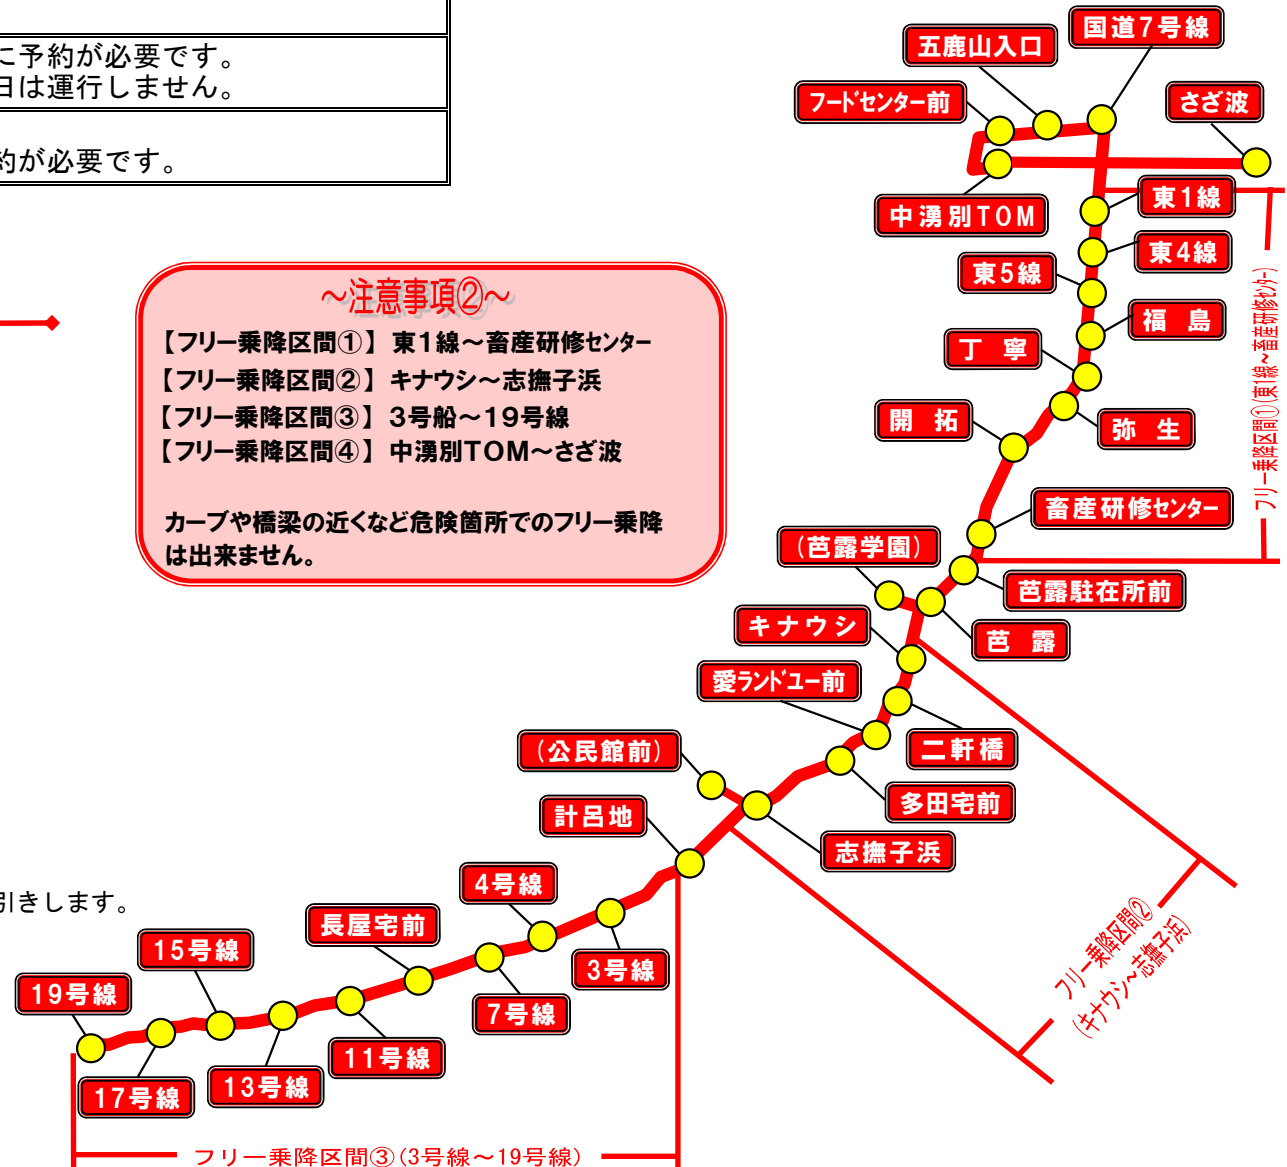 に予約が必要です。
日は運行しません。
約が必要です。
国道7号線
五鹿山入口
フードセンター前
さざ波
中湧別TOM
東1線
東4線
東5線
福 島
丁 寧
弥 生
開 拓
畜産研修センター
フリー乗降区間①(東1線~畜産研修センター)
~注意事項②~
【フリー乗降区間①】 東1線~畜産研修センター
【フリー乗降区間②】 キナウシ~志撫子浜
【フリー乗降区間③】 3号船~19号線
【フリー乗降区間④】 中湧別TOM~さざ波
カーブや橋梁の近くなど危険箇所でのフリー乗降
は出来ません。
(芭露学園)
芭露駐在所前
芭 露
キナウシ
愛ランドユー前
二軒橋
(公民館前)
多田宅前
計呂地
志撫子浜
フリー乗降区間②
(キナウシ~志撫子浜)
引きします。
4号線
長屋宅前
3号線
15号線
7号線
19号線
11号線
13号線
17号線
フリー乗降区間③(3号線~19号線)